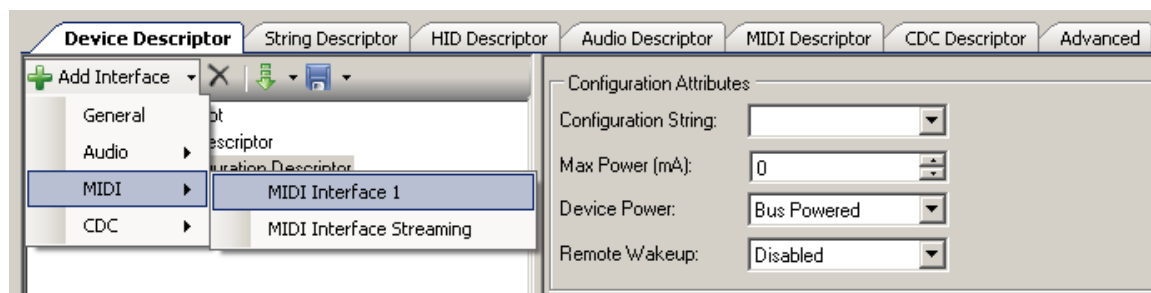 Device Descriptor String Descriptor HID Descriptor Audio Descriptor MIDI Descriptor CDC Descriptor Advanced
Add Interface
General
Audio
MIDI
CDC
MIDI Interface 1
MIDI Interface Streaming
Configuration Attributes
Configuration String:
Max Power (mA): 0
Device Power: Bus Powered
Remote Wakeup: Disabled